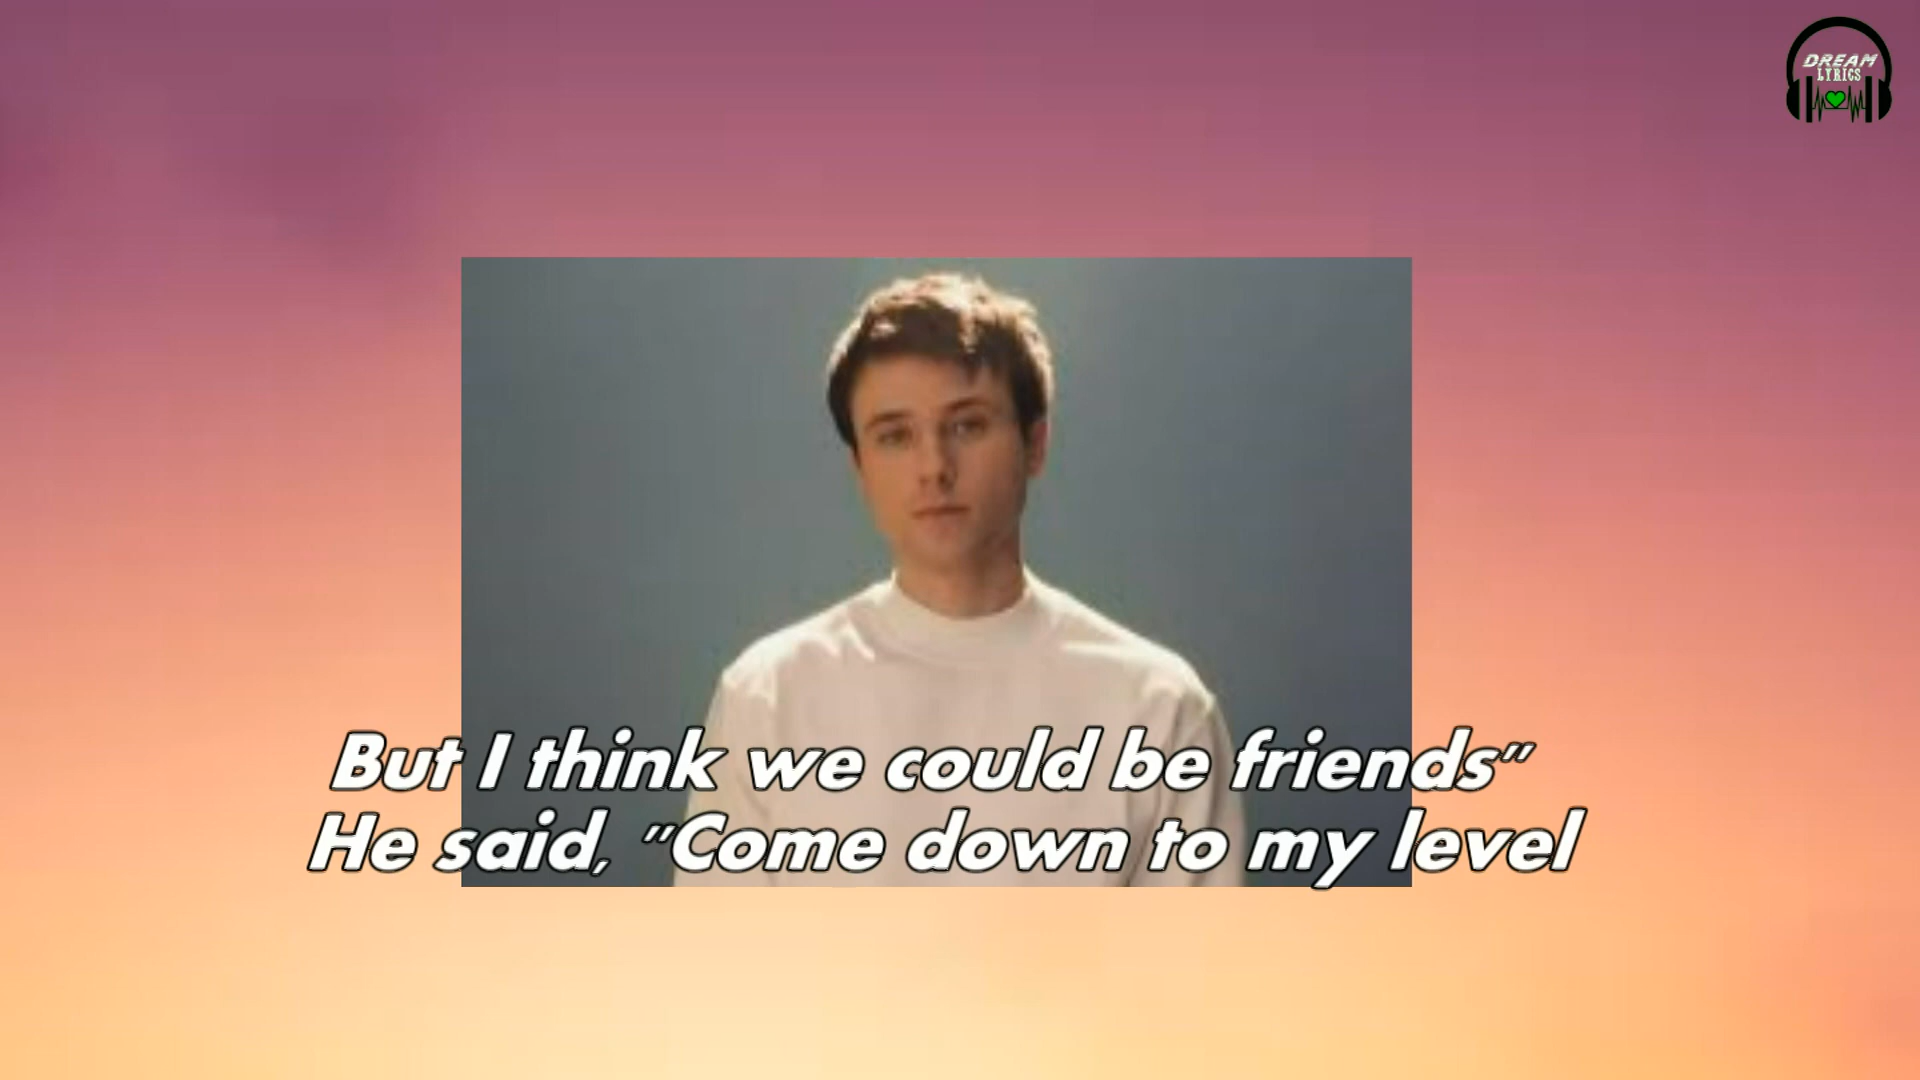 DREAM
LYRICS
But I think we could be friends"
He said, "Come down to my level